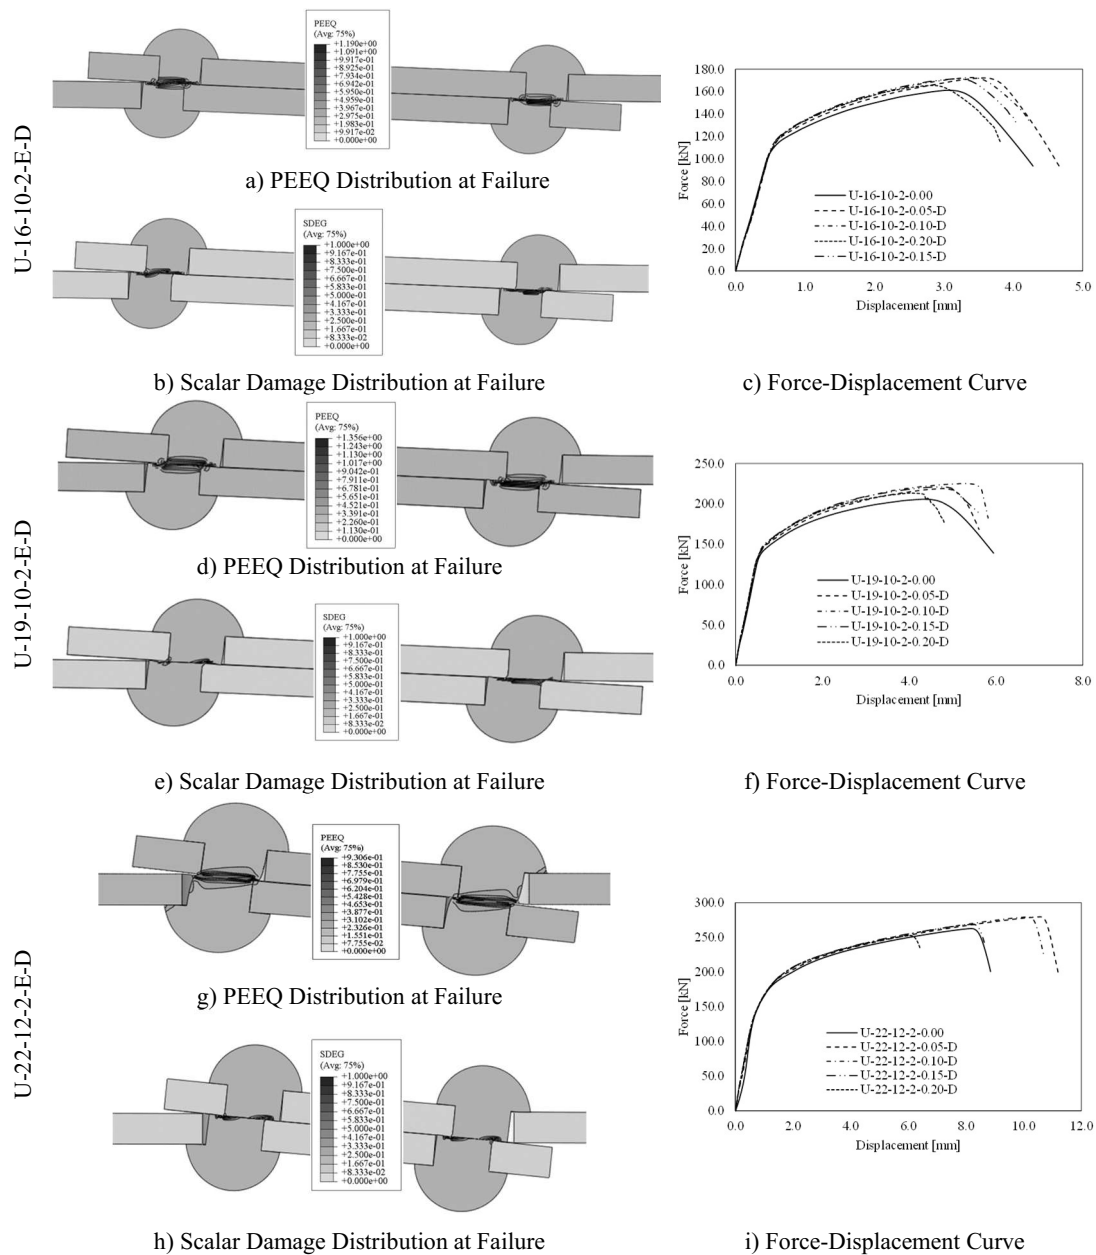 U-16-10-2-E-D
PEEQ
(Avg: 75%)
+1.190e+00
+1.091e+00
+9.917e-01
+8.925e-01
+7.934e-01
+6.942e-01
+5.950e-01
+4.959e-01
+3.967e-01
+2.975e-01
+1.983e-01
+9.917e-02
+0.000e+00
a) PEEQ Distribution at Failure
SDEG
(Avg: 75%)
+1.000e+00
+9.167e-01
+8.333e-01
+7.500e-01
+6.667e-01
+5.833e-01
+5.000e-01
+4.167e-01
+3.333e-01
+2.500e-01
+1.667e-01
+8.333e-02
+0.000e+00
b) Scalar Damage Distribution at Failure
Force [kN]
180.0
160.0
140.0
120.0
100.0
80.0
60.0
40.0
20.0
0.0
U-16-10-2-0.00
U-16-10-2-0.05-D
U-16-10-2-0.10-D
U-16-10-2-0.20-D
U-16-10-2-0.15-D
0.0 1.0 2.0 3.0 4.0 5.0
Displacement [mm]
c) Force-Displacement Curve
U-19-10-2-E-D
PEEQ
(Avg: 75%)
+1.356e+00
+1.243e+00
+1.130e+00
+1.017e+00
+9.042e-01
+7.911e-01
+6.781e-01
+5.651e-01
+4.521e-01
+3.391e-01
+2.260e-01
+1.130e-01
+0.000e+00
d) PEEQ Distribution at Failure
SDEG
(Avg: 75%)
+1.000e+00
+9.167e-01
+8.333e-01
+7.500e-01
+6.667e-01
+5.833e-01
+5.000e-01
+4.167e-01
+3.333e-01
+2.500e-01
+1.667e-01
+8.333e-02
+0.000e+00
e) Scalar Damage Distribution at Failure
Force [kN]
250.0
200.0
150.0
100.0
50.0
0.0
U-19-10-2-0.00
U-19-10-2-0.05-D
U-19-10-2-0.10-D
U-19-10-2-0.15-D
U-19-10-2-0.20-D
0.0 2.0 4.0 6.0 8.0
Displacement [mm]
f) Force-Displacement Curve
U-22-12-2-E-D
PEEQ
(Avg: 75%)
+9.306e-01
+8.530e-01
+7.755e-01
+6.979e-01
+6.204e-01
+5.428e-01
+4.653e-01
+3.877e-01
+3.102e-01
+2.326e-01
+1.551e-01
+7.755e-02
+0.000e+00
g) PEEQ Distribution at Failure
SDEG
(Avg: 75%)
+1.000e+00
+9.167e-01
+8.333e-01
+7.500e-01
+6.667e-01
+5.833e-01
+5.000e-01
+4.167e-01
+3.333e-01
+2.500e-01
+1.667e-01
+8.333e-02
+0.000e+00
h) Scalar Damage Distribution at Failure
Force [kN]
300.0
250.0
200.0
150.0
100.0
50.0
0.0
U-22-12-2-0.00
U-22-12-2-0.05-D
U-22-12-2-0.10-D
U-22-12-2-0.15-D
U-22-12-2-0.20-D
0.0 2.0 4.0 6.0 8.0 10.0 12.0
Displacement [mm]
i) Force-Displacement Curve